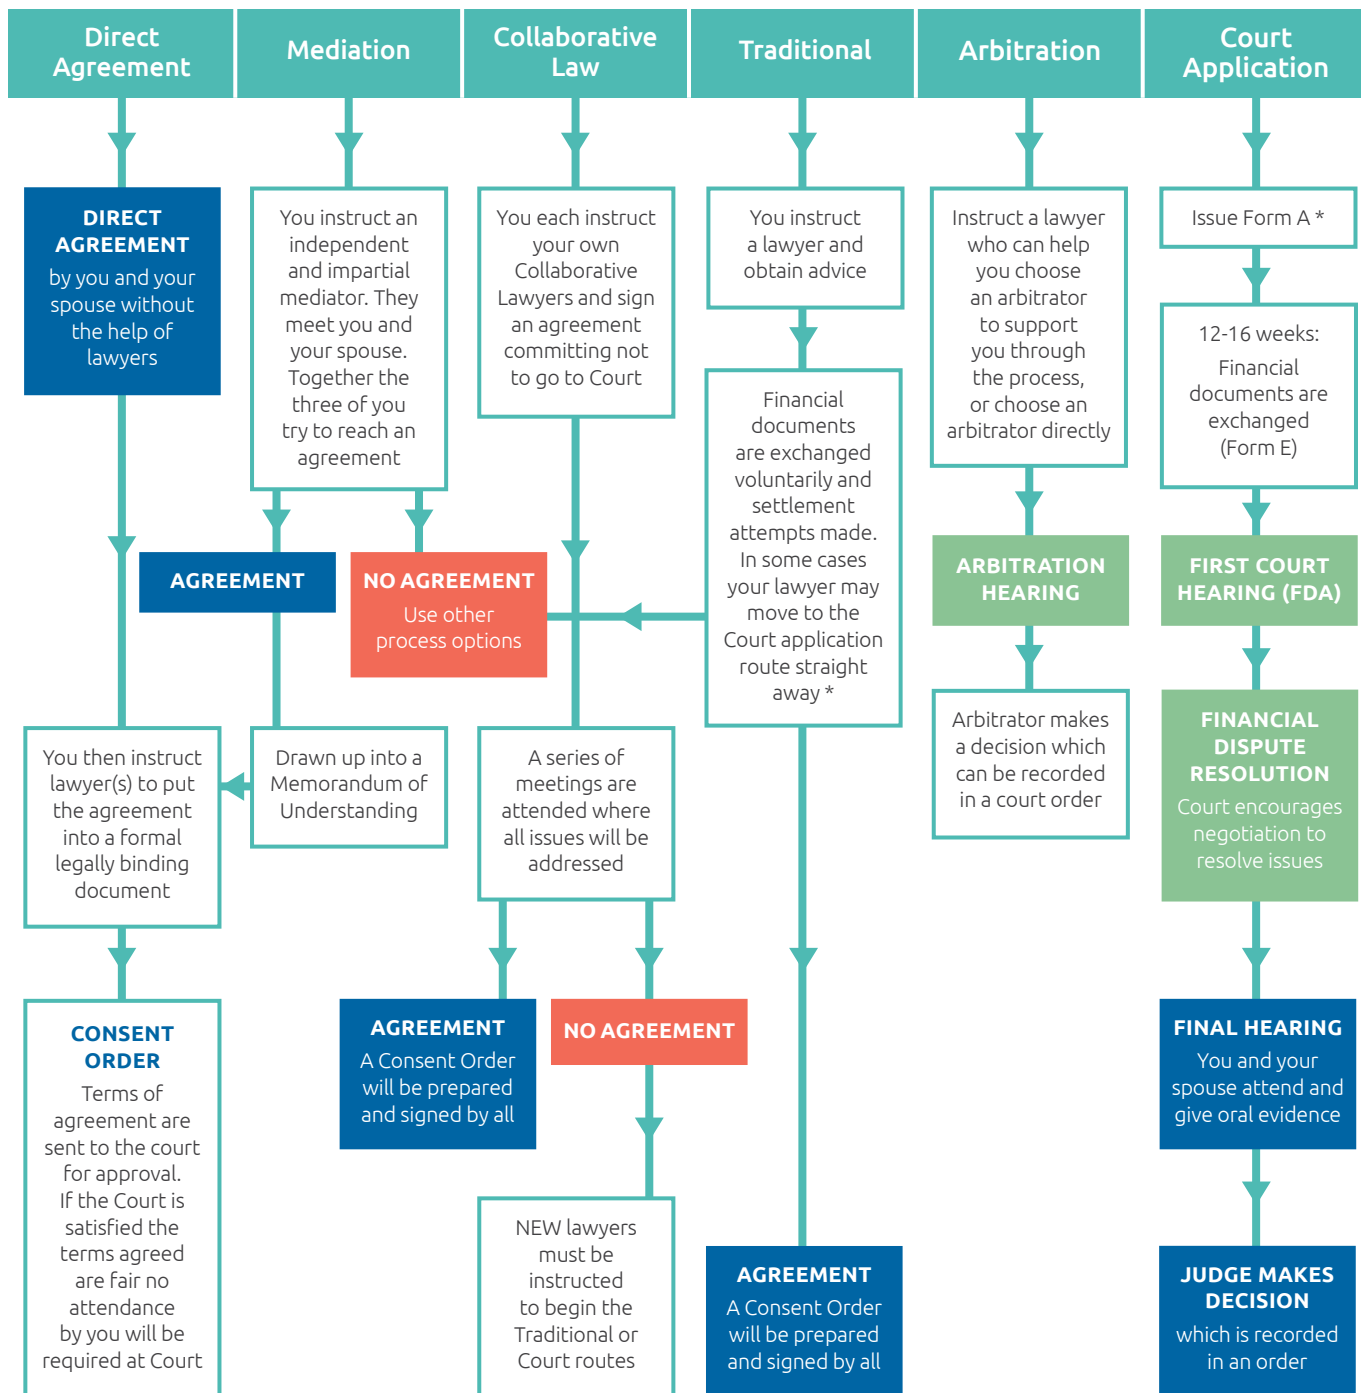 Direct
Agreement
Mediation
Collaborative
Law
Traditional
Arbitration
Court
Application
DIRECT
AGREEMENT
by you and your
spouse without
the help of
lawyers
You then instruct
lawyer(s) to put
the agreement
into a formal
legally binding
document
CONSENT
ORDER
Terms of
agreement are
sent to the court
for approval.
If the Court is
satisfied the
terms agreed
are fair no
attendance
by you will be
required at Court
You instruct an
independent
and impartial
mediator. They
meet you and
your spouse.
Together the
three of you
try to reach an
agreement
AGREEMENT
NO AGREEMENT
Use other
process options
Drawn up into a
Memorandum of
Understanding
You each instruct
your own
Collaborative
Lawyers and sign
an agreement
committing not
to go to Court
A series of
meetings are
attended where
all issues will be
addressed
AGREEMENT
A Consent Order
will be prepared
and signed by all
NO AGREEMENT
NEW lawyers
must be
instructed
to begin the
Traditional or
Court routes
You instruct
a lawyer and
obtain advice
Financial
documents
are exchanged
voluntarily and
settlement
attempts made.
In some cases
your lawyer may
move to the
Court application
route straight
away *
AGREEMENT
A Consent Order
will be prepared
and signed by all
Instruct a lawyer
who can help
you choose
an arbitrator
to support
you through
the process,
or choose an
arbitrator directly
ARBITRATION
HEARING
Arbitrator makes
a decision which
can be recorded
in a court order
Issue Form A *
12-16 weeks:
Financial
documents are
exchanged
(Form E)
FIRST COURT
HEARING (FDA)
FINANCIAL
DISPUTE
RESOLUTION
Court encourages
negotiation to
resolve issues
FINAL HEARING
You and your
spouse attend and
give oral evidence
JUDGE MAKES
DECISION
which is recorded
in an order